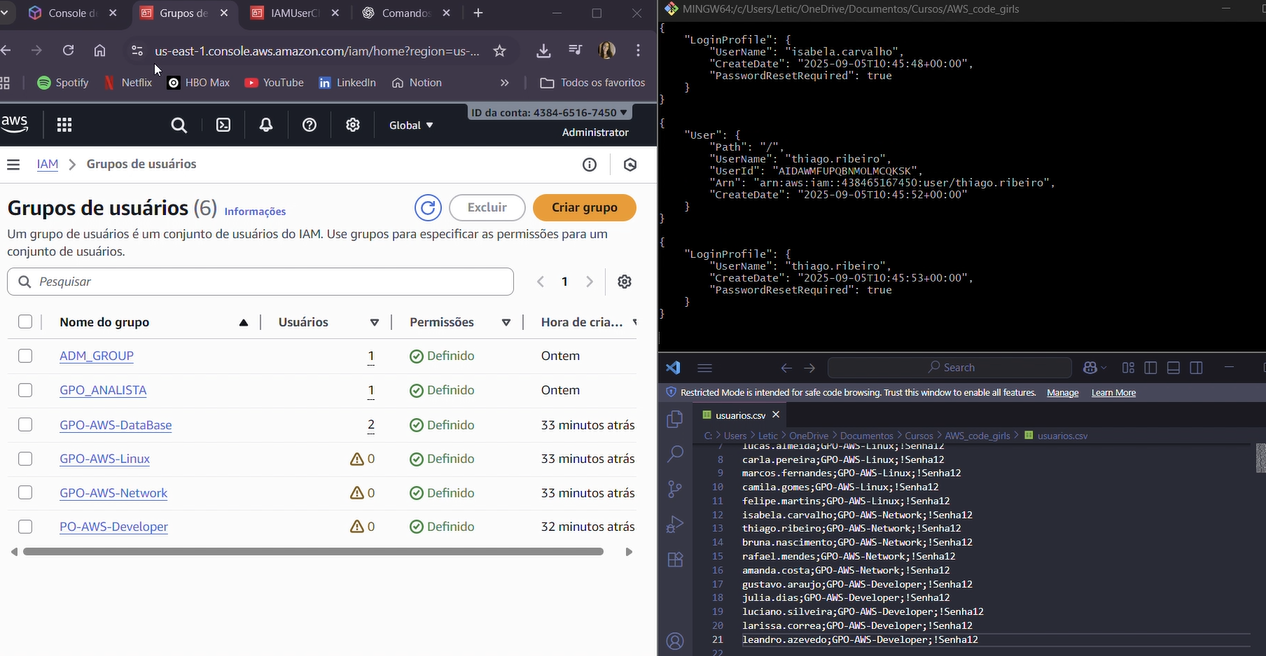 Console d
Grupos de
IAMUserCl
Comandos
us-east-1.console.aws.amazon.com/iam/home?region=us-...
Spotify
Netflix
HBO Max
YouTube
LinkedIn
Notion
»
Todos os favoritos
aws
Global
ID da conta: 4384-6516-7450
Administrator
IAM > Grupos de usuários
Grupos de usuários (6) Informações
Excluir
Criar grupo
Um grupo de usuários é um conjunto de usuários do IAM. Use grupos para especificar as permissões para um
conjunto de usuários.
Pesquisar
1
Nome do grupo Usuários Permissões Hora de cria...
ADM_GROUP 1 Definido Ontem
GPO_ANALISTA 1 Definido Ontem
GPO-AWS-DataBase 2 Definido 33 minutos atrás
GPO-AWS-Linux 0 Definido 33 minutos atrás
GPO-AWS-Network 0 Definido 33 minutos atrás
PO-AWS-Developer 0 Definido 32 minutos atrás
MINGW64:/c/Users/Letic/OneDrive/Documentos/Cursos/AWS_code_girls
{
"LoginProfile": {
"UserName": "isabela.carvalho",
"CreateDate": "2025-09-05T10:45:48+00:00",
"PasswordResetRequired": true
}
}
{
"User": {
"Path": "/",
"UserName": "thiago.ribeiro",
"UserId": "AIDAWMFUPQBNMOLMCQKSK",
"Arn": "arn:aws:iam::438465167450:user/thiago.ribeiro",
"CreateDate": "2025-09-05T10:45:52+00:00"
}
}
{
"LoginProfile": {
"UserName": "thiago.ribeiro",
"CreateDate": "2025-09-05T10:45:53+00:00",
"PasswordResetRequired": true
}
}
Search
Restricted Mode is intended for safe code browsing. Trust this window to enable all features. Manage Learn More
usuarios.csv
C: > Users > Letic > OneDrive > Documentos > Cursos > AWS_code_girls > usuarios.csv
7 lucas.almeida;GPO-AWS-Linux;!Senha12
8 carla.pereira;GPO-AWS-Linux;!Senha12
9 marcos.fernandes;GPO-AWS-Linux;!Senha12
10 camila.gomes;GPO-AWS-Linux;!Senha12
11 felipe.martins;GPO-AWS-Linux;!Senha12
12 isabela.carvalho;GPO-AWS-Network;!Senha12
13 thiago.ribeiro;GPO-AWS-Network;!Senha12
14 bruna.nascimento;GPO-AWS-Network;!Senha12
15 rafael.mendes;GPO-AWS-Network;!Senha12
16 amanda.costa;GPO-AWS-Network;!Senha12
17 gustavo.araujo;GPO-AWS-Developer;!Senha12
18 julia.dias;GPO-AWS-Developer;!Senha12
19 luciano.silveira;GPO-AWS-Developer;!Senha12
20 larissa.correa;GPO-AWS-Developer;!Senha12
21 leandro.azevedo;GPO-AWS-Developer;!Senha12
22